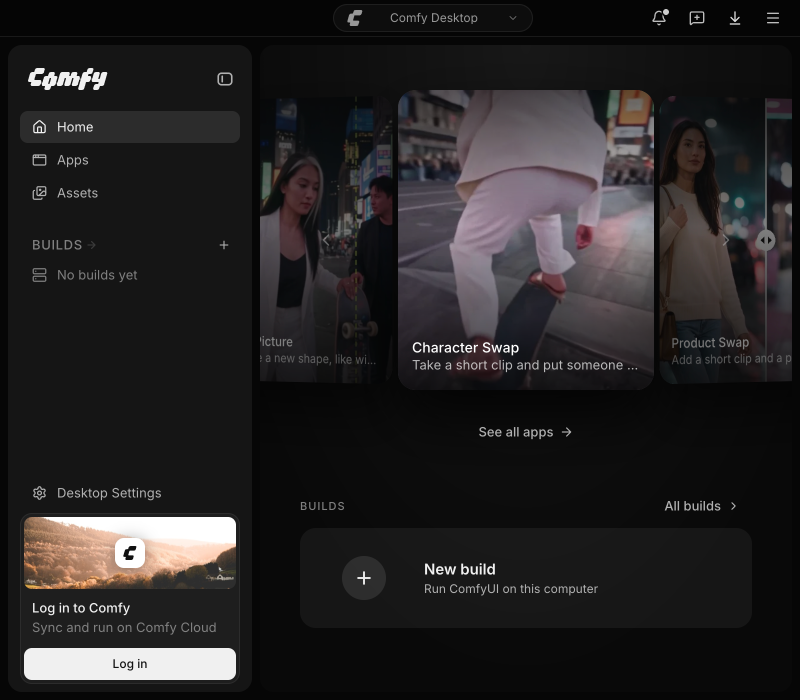 Comfy Desktop
Comfy
Home
Apps
Assets
BUILDS
No builds yet
Desktop Settings
Log in to Comfy
Sync and run on Comfy Cloud
Log in
Picture
a new shape, like wi...
Character Swap
Take a short clip and put someone ...
Product Swap
Add a short clip and a p
See all apps
BUILDS
All builds
New build
Run ComfyUI on this computer